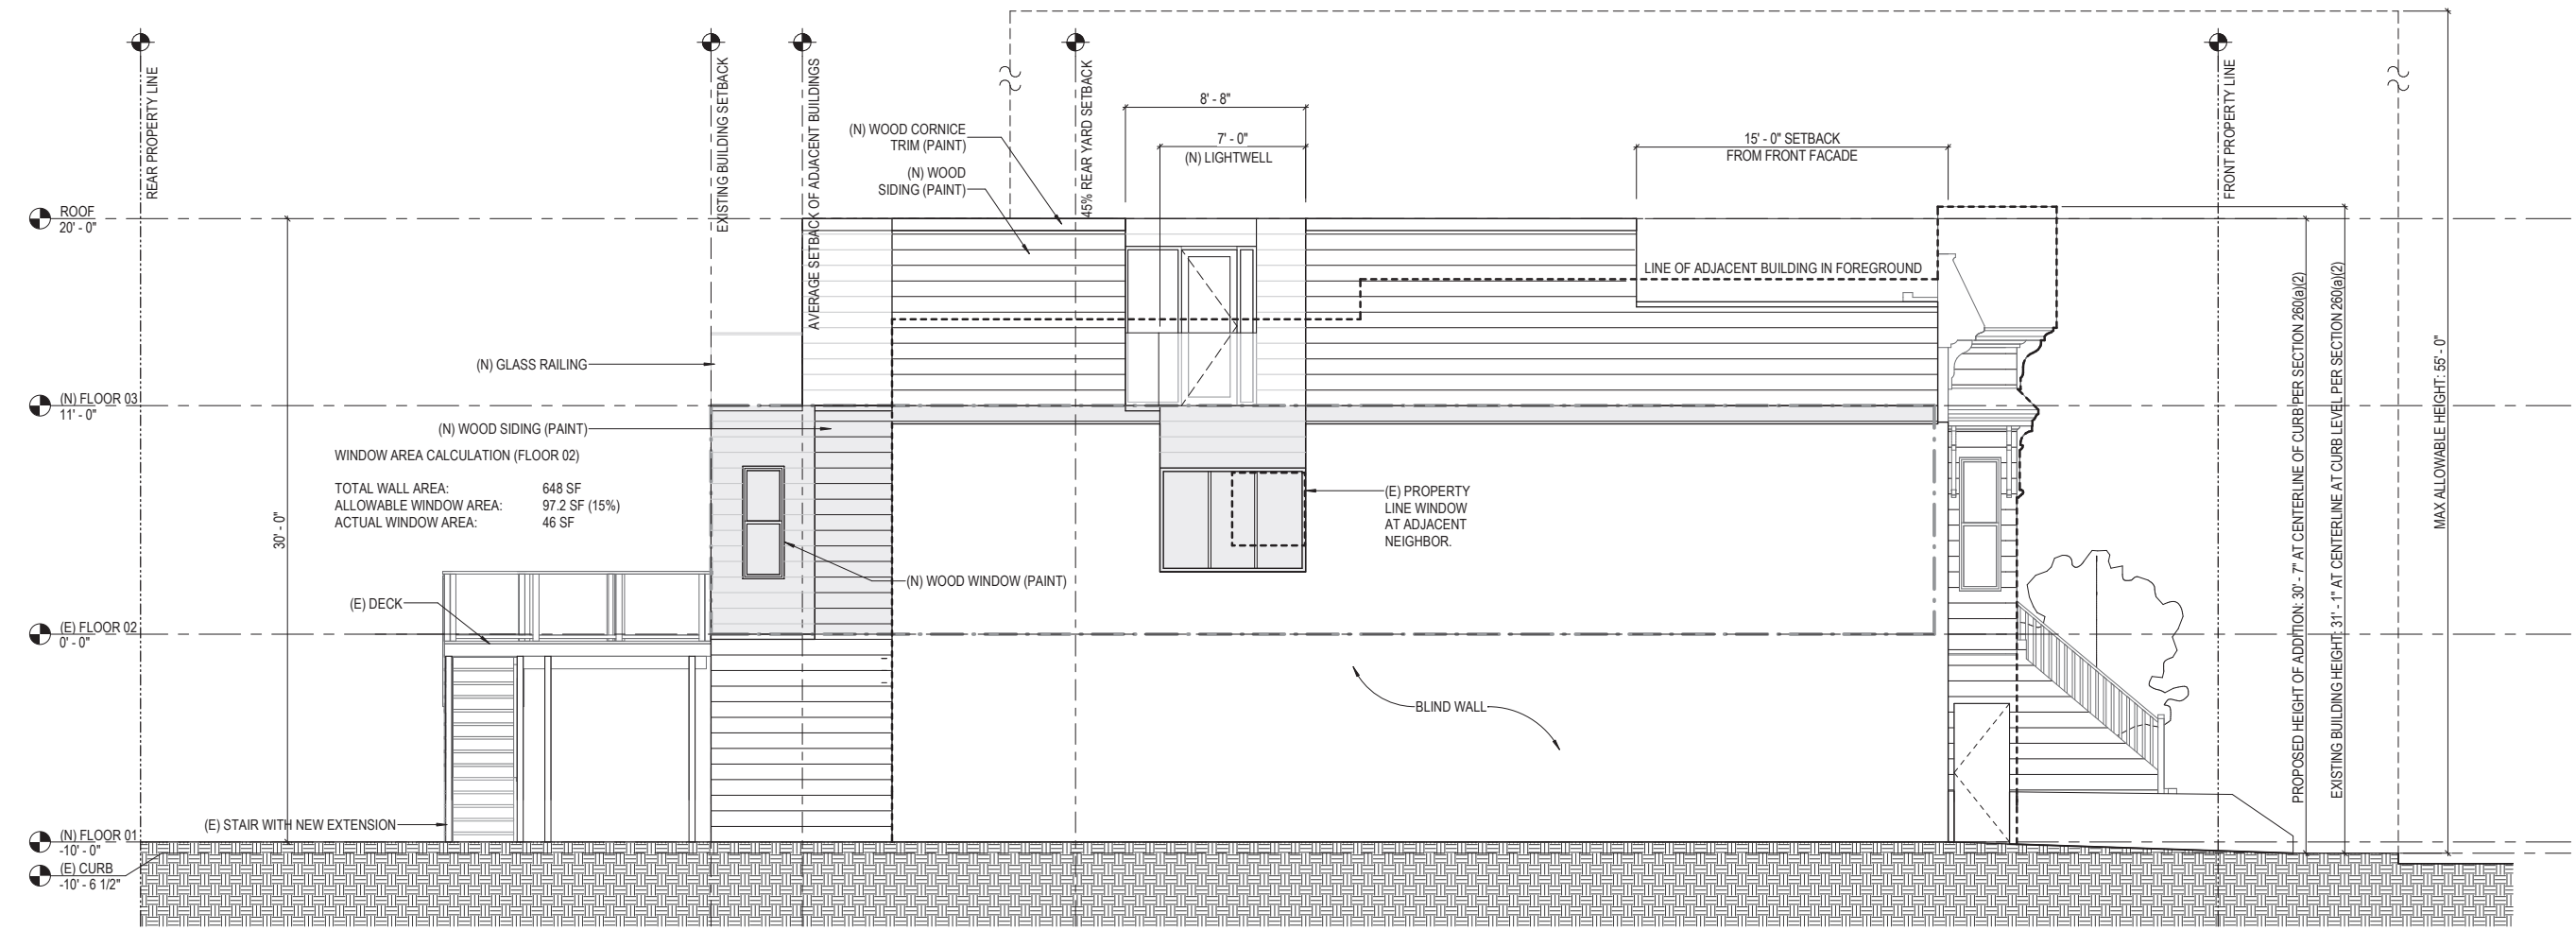 REAR PROPERTY LINE
EXISTING BUILDING SETBACK
AVERAGE SETBACK OF ADJACENT BUILDINGS
45% REAR YARD SETBACK
FRONT PROPERTY LINE
8' - 8"
7' - 0"
(N) LIGHTWELL
15' - 0" SETBACK
FROM FRONT FACADE
(N) WOOD CORNICE
TRIM (PAINT)
(N) WOOD
SIDING (PAINT)
ROOF
20' - 0"
LINE OF ADJACENT BUILDING IN FOREGROUND
(N) GLASS RAILING
(N) FLOOR 03
11' - 0"
(N) WOOD SIDING (PAINT)
WINDOW AREA CALCULATION (FLOOR 02)
TOTAL WALL AREA: 648 SF
ALLOWABLE WINDOW AREA: 97.2 SF (15%)
ACTUAL WINDOW AREA: 46 SF
30' - 0"
(E) PROPERTY
LINE WINDOW
AT ADJACENT
NEIGHBOR.
(N) WOOD WINDOW (PAINT)
(E) DECK
(E) FLOOR 02
0' - 0"
BLIND WALL
(E) STAIR WITH NEW EXTENSION
(N) FLOOR 01
-10' - 0"
(E) CURB
-10' - 6 1/2"
PROPOSED HEIGHT OF ADDITION: 30' - 7" AT CENTERLINE OF CURB PER SECTION 260(a)(2)
EXISTING BUILDING HEIGHT: 31' - 1" AT CENTERLINE AT CURB LEVEL PER SECTION 260(a)(2)
MAX ALLOWABLE HEIGHT: 55' - 0"